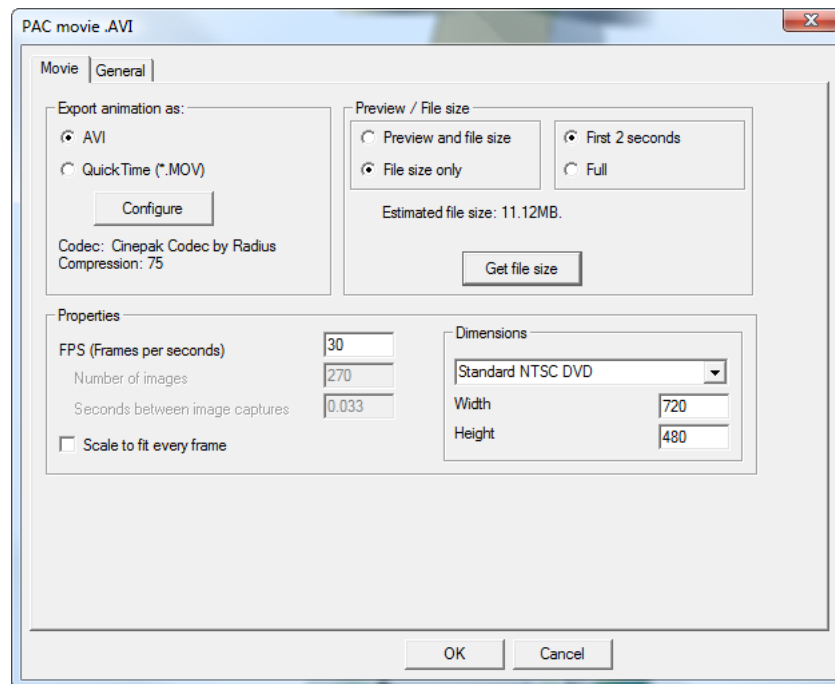 PAC movie .AVI
Movie
General
Export animation as:
AVI
QuickTime (*.MOV)
Configure
Codec: Cinepak Codec by Radius
Compression: 75
Preview / File size
Preview and file size
File size only
First 2 seconds
Full
Estimated file size: 11.12MB.
Get file size
Properties
FPS (Frames per seconds) 30
Number of images 270
Seconds between image captures 0.033
Scale to fit every frame
Dimensions
Standard NTSC DVD
Width 720
Height 480
OK
Cancel